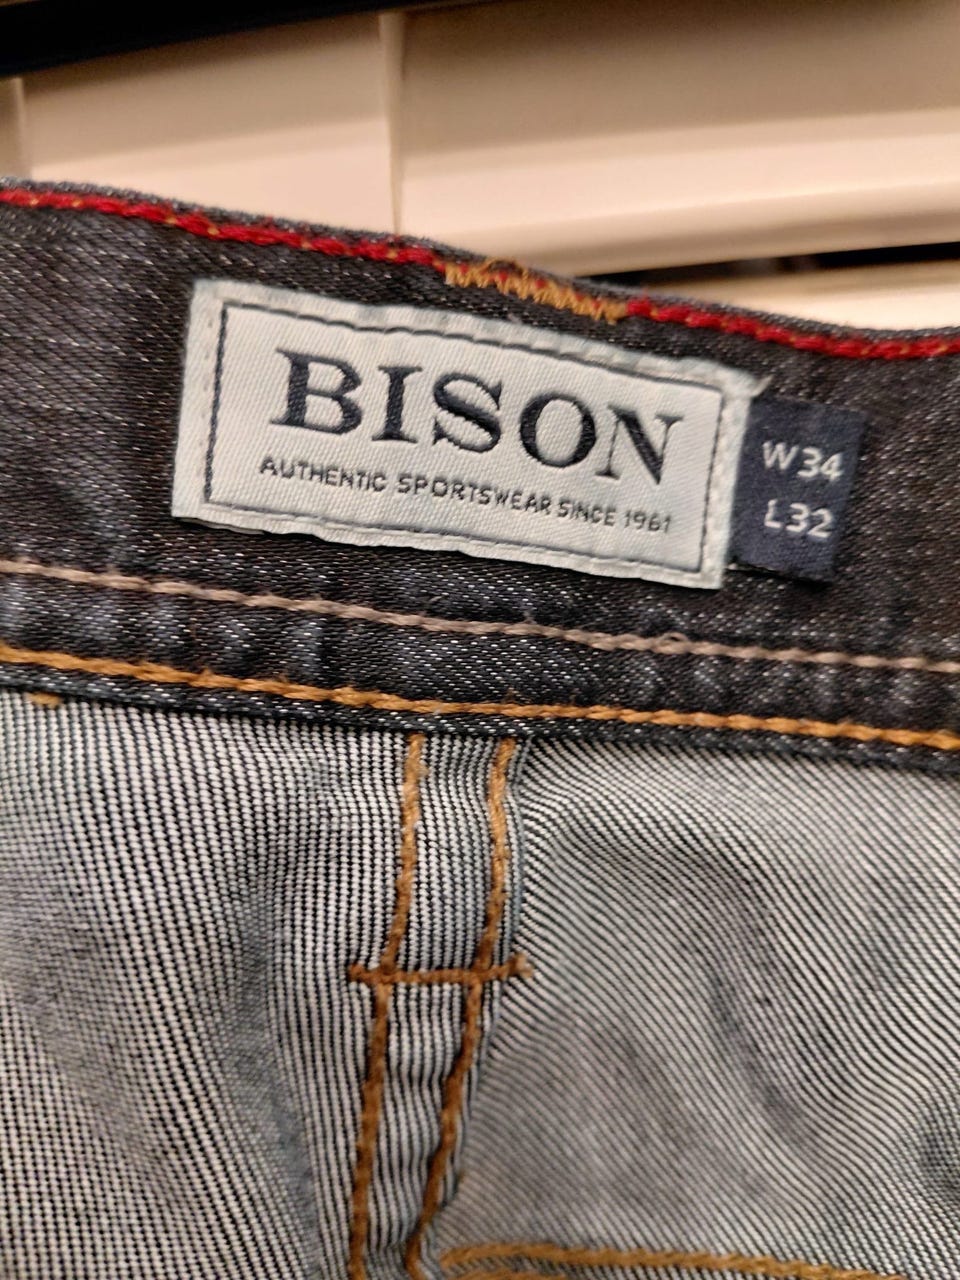 BISON
AUTHENTIC SPORTSWEAR SINCE 1961
W34
L32